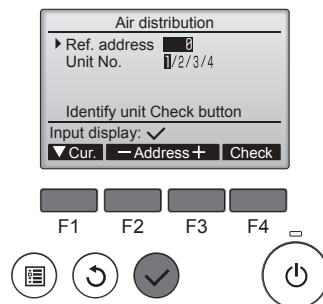 Air distribution
▶ Ref. address 0
Unit No. 1/2/3/4
Identify unit Check button
Input display: ✓
▼ Cur. − Address + Check
F1 F2 F3 F4